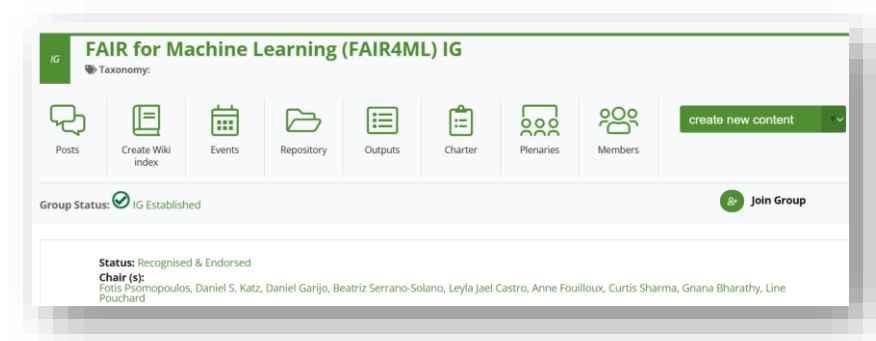 IG
FAIR for Machine Learning (FAIR4ML) IG
Taxonomy:
Posts
Create Wiki
index
Events
Repository
Outputs
Charter
Plenaries
Members
create new content
Group Status: IG Established
Join Group
Status: Recognised & Endorsed
Chair (s):
Fotis Psomopoulos, Daniel S. Katz, Daniel Garijo, Beatriz Serrano-Solano, Leyla Jael Castro, Anne Fouilloux, Curtis Sharma, Gnana Bharathy, Line
Pouchard